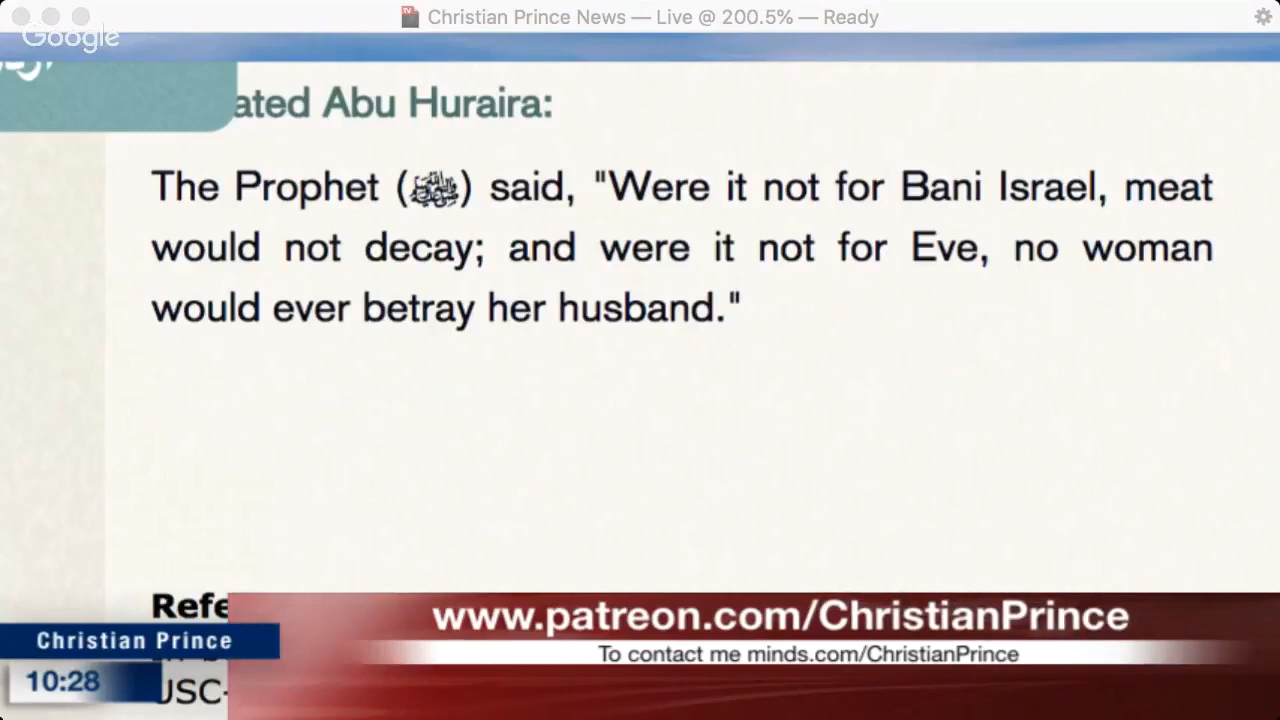 Christian Prince News — Live @ 200.5% — Ready
Google
ated Abu Huraira:
The Prophet (ﷺ) said, "Were it not for Bani Israel, meat
would not decay; and were it not for Eve, no woman
would ever betray her husband."
Refe
www.patreon.com/ChristianPrince
Christian Prince
To contact me minds.com/ChristianPrince
10:28
USC-